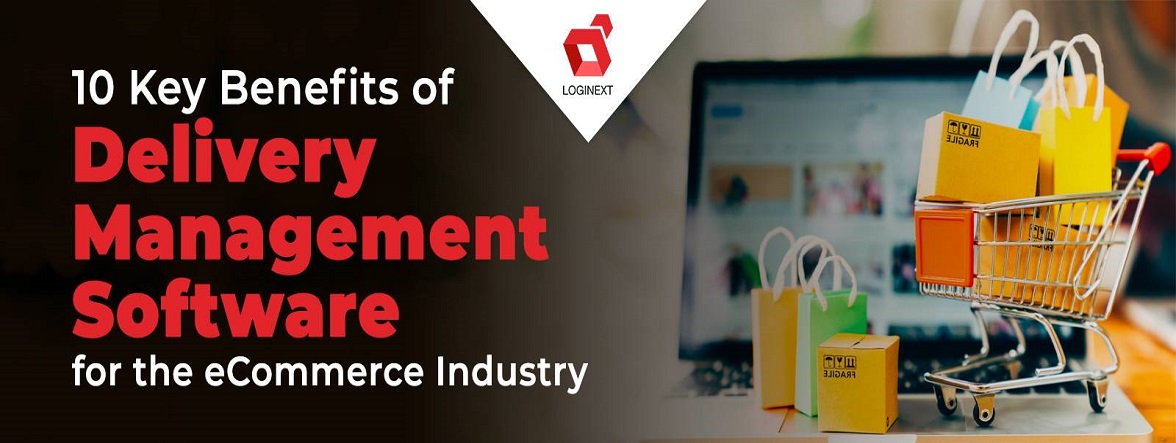 10 Key Benefits of
Delivery
Management
Software
for the eCommerce Industry
LOGINEXT
FRAGILE
FRAGILE